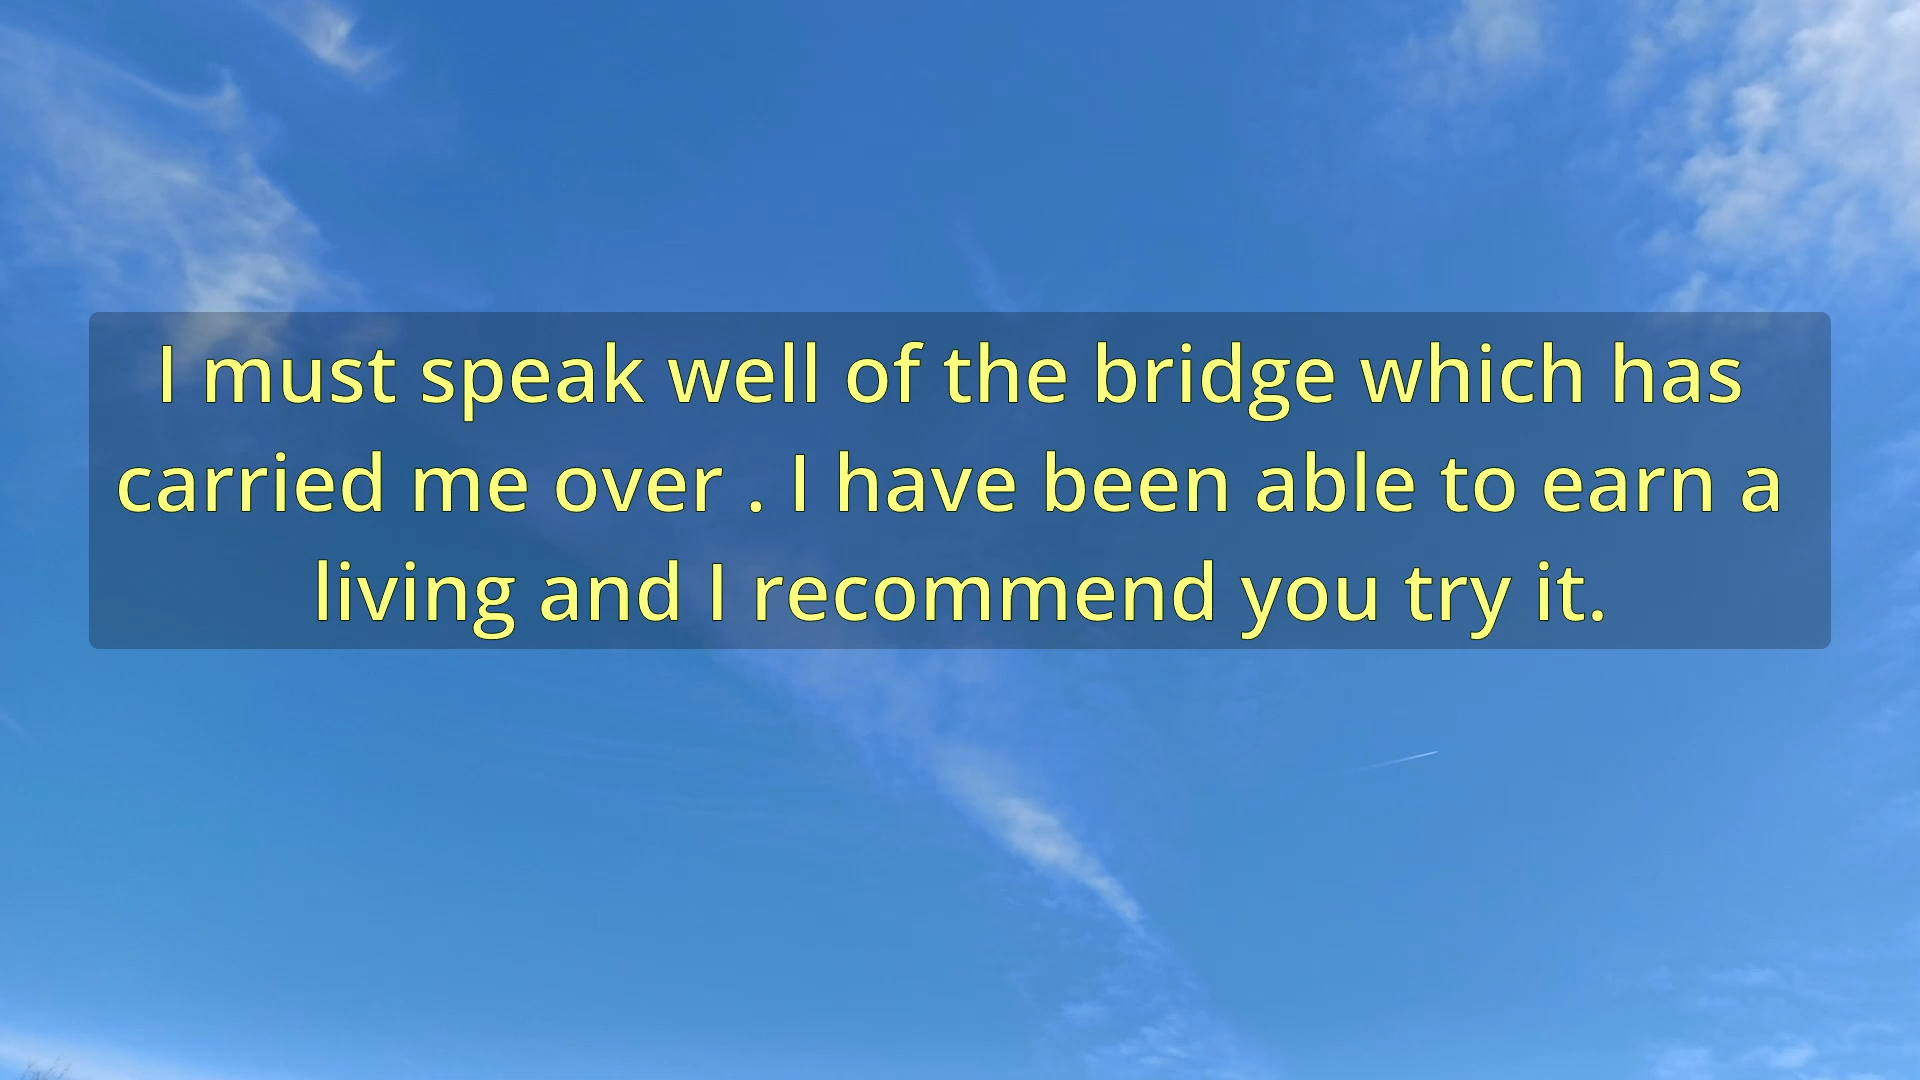 I must speak well of the bridge which has
carried me over . I have been able to earn a
living and I recommend you try it.